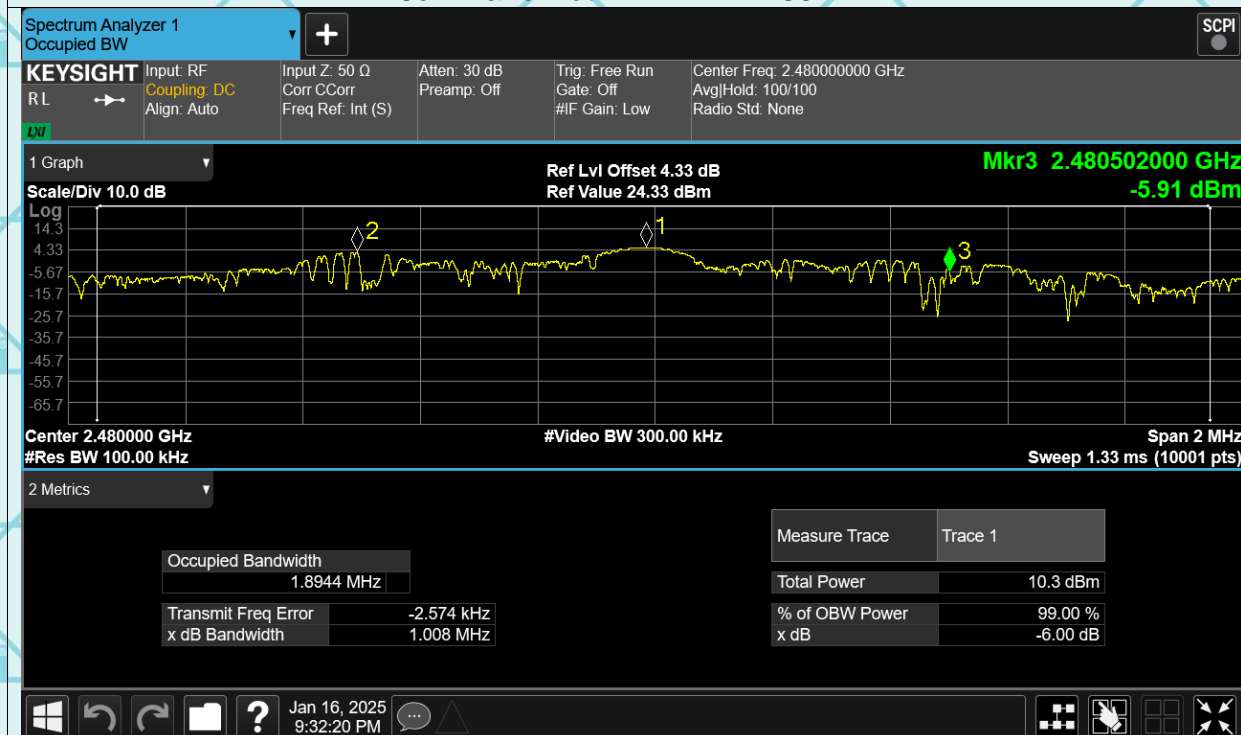 Spectrum Analyzer 1
Occupied BW
SCPI
KEYSIGHT
RL
LXI
Input: RF
Coupling: DC
Align: Auto
Input Z: 50 Ω
Corr CCorr
Freq Ref: Int (S)
Atten: 30 dB
Preamp: Off
Trig: Free Run
Gate: Off
#IF Gain: Low
Center Freq: 2.480000000 GHz
Avg|Hold: 100/100
Radio Std: None
1 Graph
Scale/Div 10.0 dB
Ref Lvl Offset 4.33 dB
Ref Value 24.33 dBm
Mkr3 2.480502000 GHz
-5.91 dBm
Log
14.3
4.33
-5.67
-15.7
-25.7
-35.7
-45.7
-55.7
-65.7
2
1
3
Center 2.480000 GHz
#Video BW 300.00 kHz
Span 2 MHz
#Res BW 100.00 kHz
Sweep 1.33 ms (10001 pts)
2 Metrics
Occupied Bandwidth
1.8944 MHz
Transmit Freq Error -2.574 kHz
x dB Bandwidth 1.008 MHz
Measure Trace Trace 1
Total Power 10.3 dBm
% of OBW Power 99.00 %
x dB -6.00 dB
?
Jan 16, 2025
9:32:20 PM